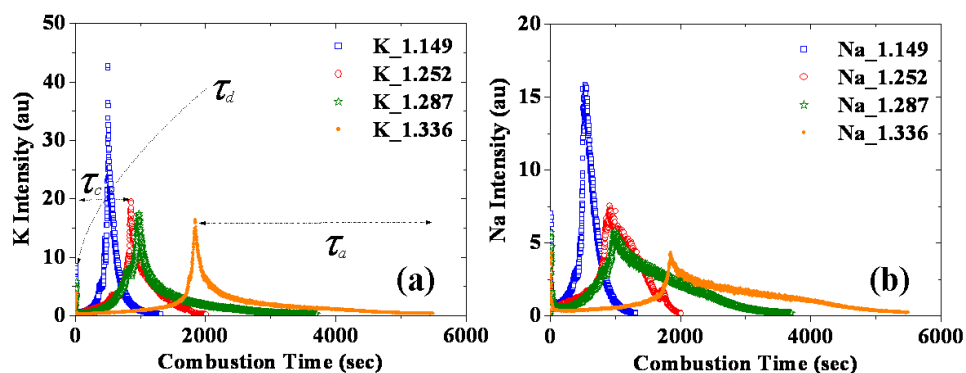 50
40
30
20
10
0
K Intensity (au)
K_1.149
K_1.252
K_1.287
K_1.336
τd
τc
τa
(a)
0 2000 4000 6000
Combustion Time (sec)
20
15
10
5
0
Na Intensity (au)
Na_1.149
Na_1.252
Na_1.287
Na_1.336
(b)
0 2000 4000 6000
Combustion Time (sec)